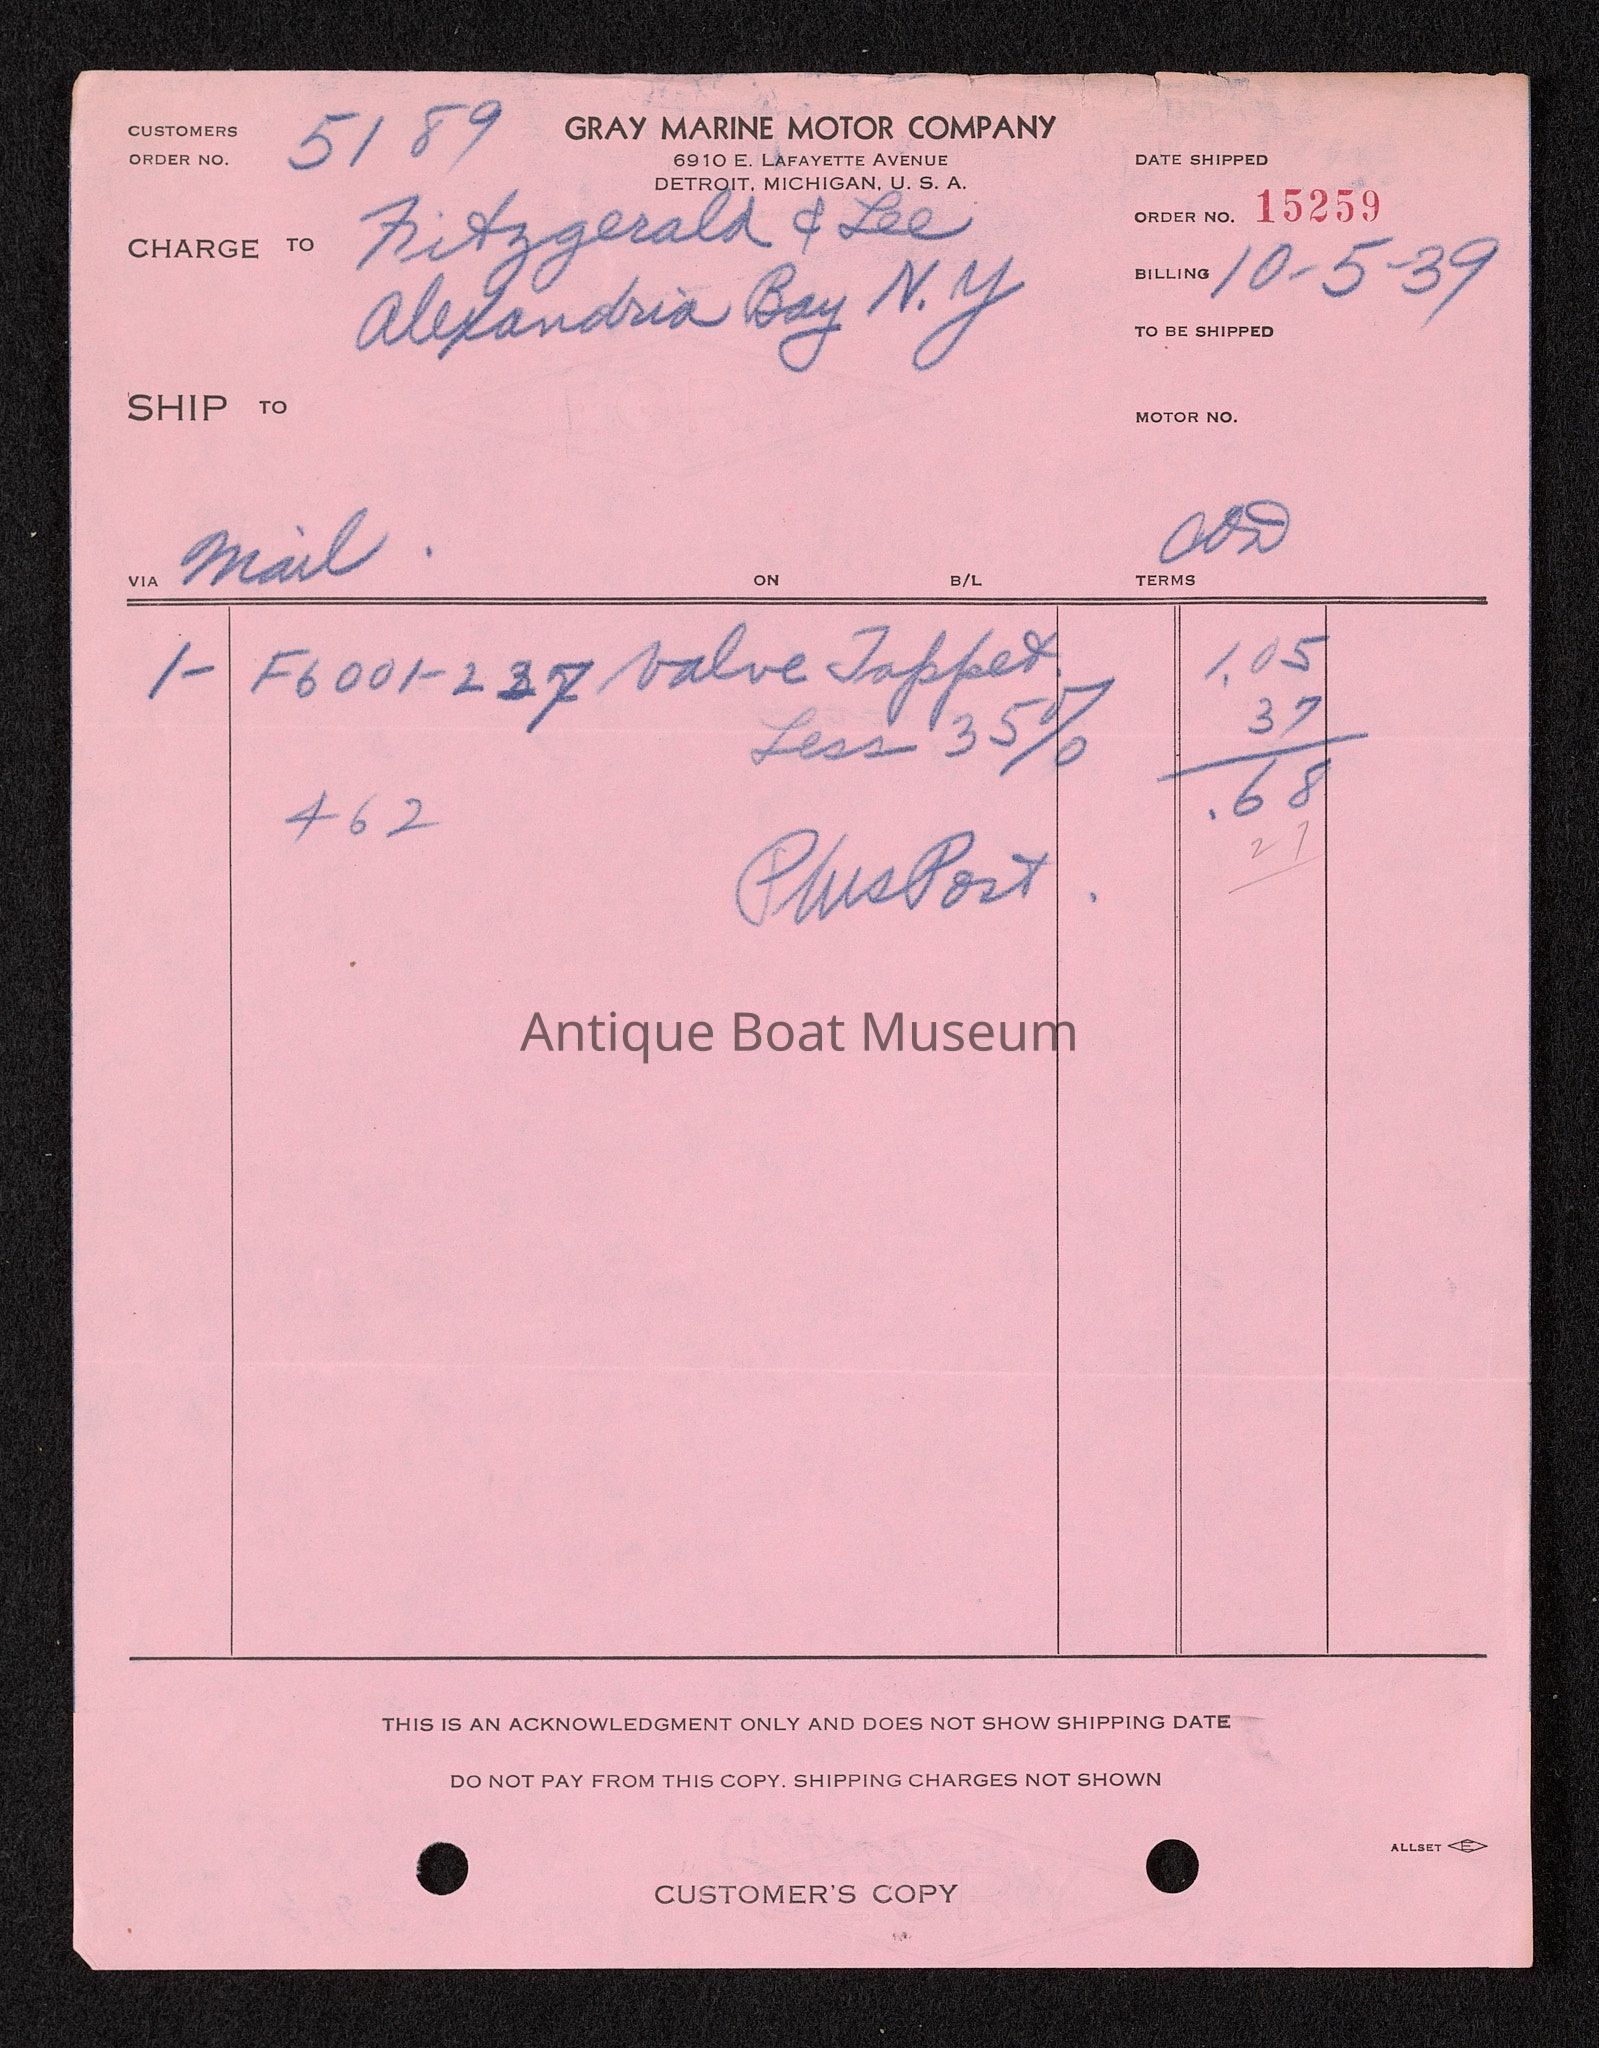 CUSTOMERS ORDER NO. 5189
GRAY MARINE MOTOR COMPANY
6910 E. LAFAYETTE AVENUE
DETROIT, MICHIGAN, U. S. A.
DATE SHIPPED
ORDER NO. 15259
CHARGE TO Fritzgerald & Lee
Alexandria Bay N. Y
BILLING 10-5-39
TO BE SHIPPED
SHIP TO
MOTOR NO.
VIA Mail.
ON
B/L
TERMS COD
1- F6001-237 Valve Tappet. 1.05
Less 35% 37
.68
462
27
Plus Post.
Antique Boat Museum
THIS IS AN ACKNOWLEDGMENT ONLY AND DOES NOT SHOW SHIPPING DATE
DO NOT PAY FROM THIS COPY. SHIPPING CHARGES NOT SHOWN
ALLSET E
CUSTOMER'S COPY